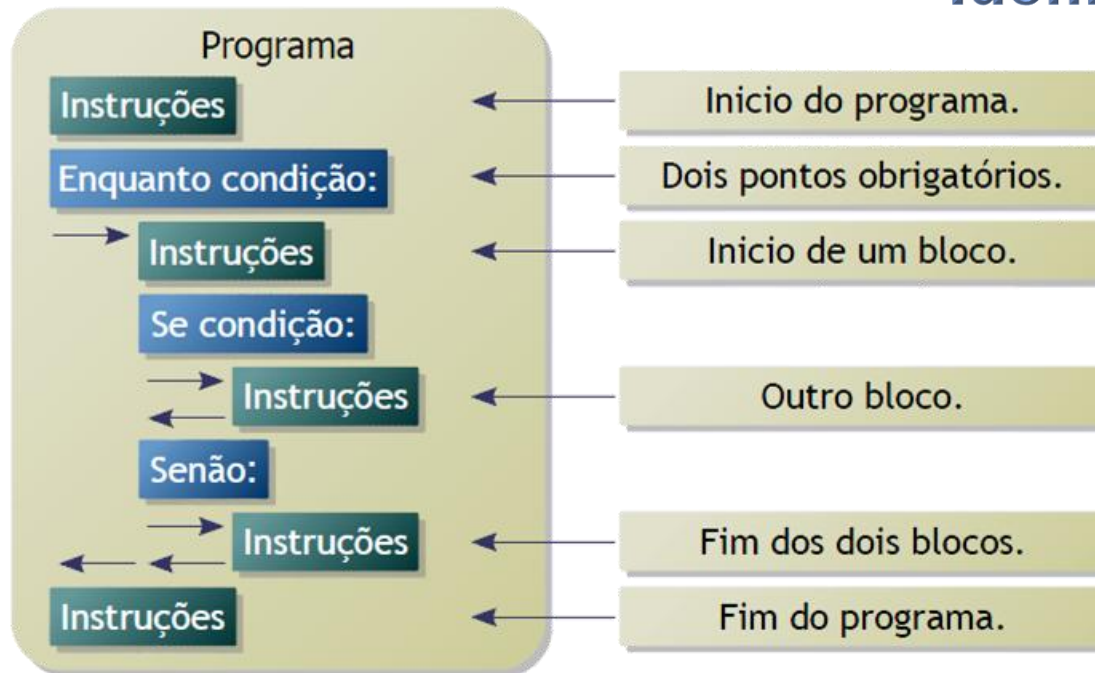 Programa
Instruções
Inicio do programa.
Enquanto condição:
Dois pontos obrigatórios.
Instruções
Inicio de um bloco.
Se condição:
Instruções
Outro bloco.
Senão:
Instruções
Fim dos dois blocos.
Instruções
Fim do programa.